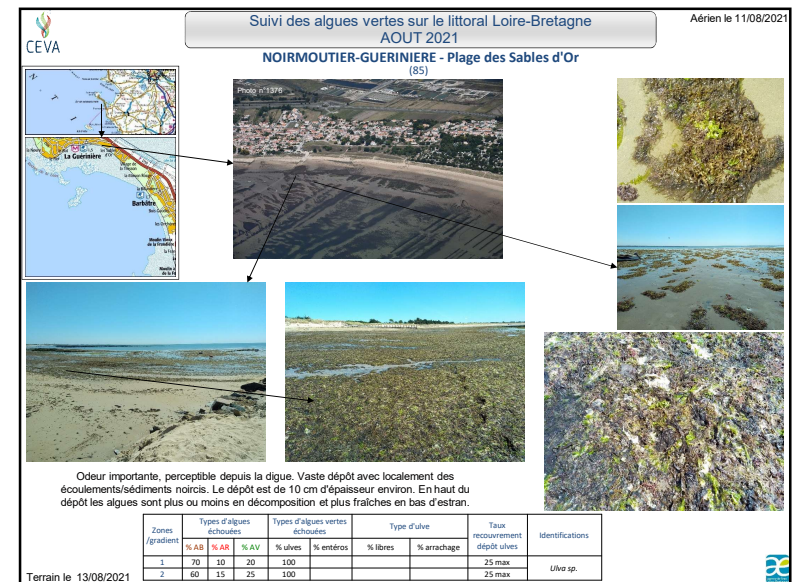 CEVA
Suivi des algues vertes sur le littoral Loire-Bretagne
AOUT 2021
Aérien le 11/08/2021
NOIRMOUTIER-GUERINIERE - Plage des Sables d'Or
(85)
Photo n°1376
La Guérinière
Barbâtre
Odeur importante, perceptible depuis la digue. Vaste dépôt avec localement des
écoulements/sédiments noircis. Le dépôt est de 10 cm d'épaisseur environ. En haut du
dépôt les algues sont plus ou moins en décomposition et plus fraîches en bas d'estran.
Zones /gradient Types d'algues échouées Types d'algues vertes échouées Type d'ulve Taux recouvrement dépôt ulves Identifications
% AB % AR % AV % ulves % entéros % libres % arrachage
1 70 10 20 100 25 max Ulva sp.
2 60 15 25 100 25 max
Terrain le 13/08/2021